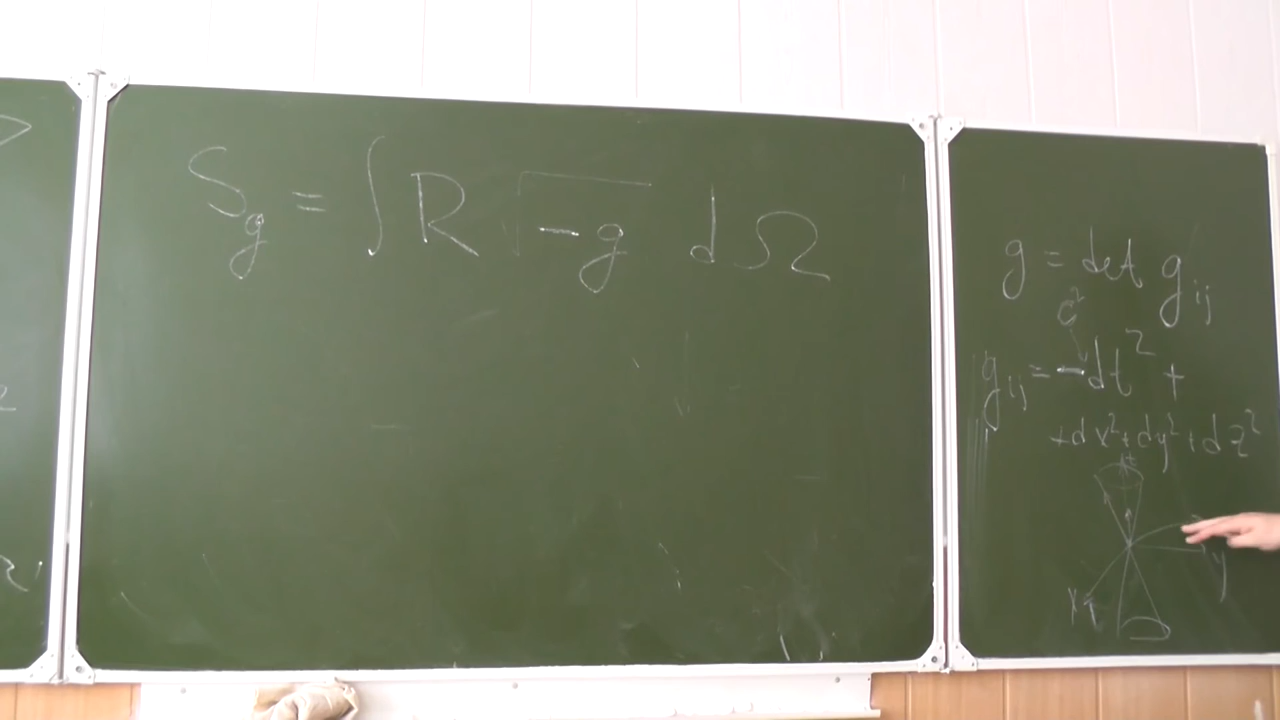 S_g = ∫ R √-g dΩ
g = det g_ij
c²
g_ij = -dt² +
+dx²+dy²+dz²
y
x